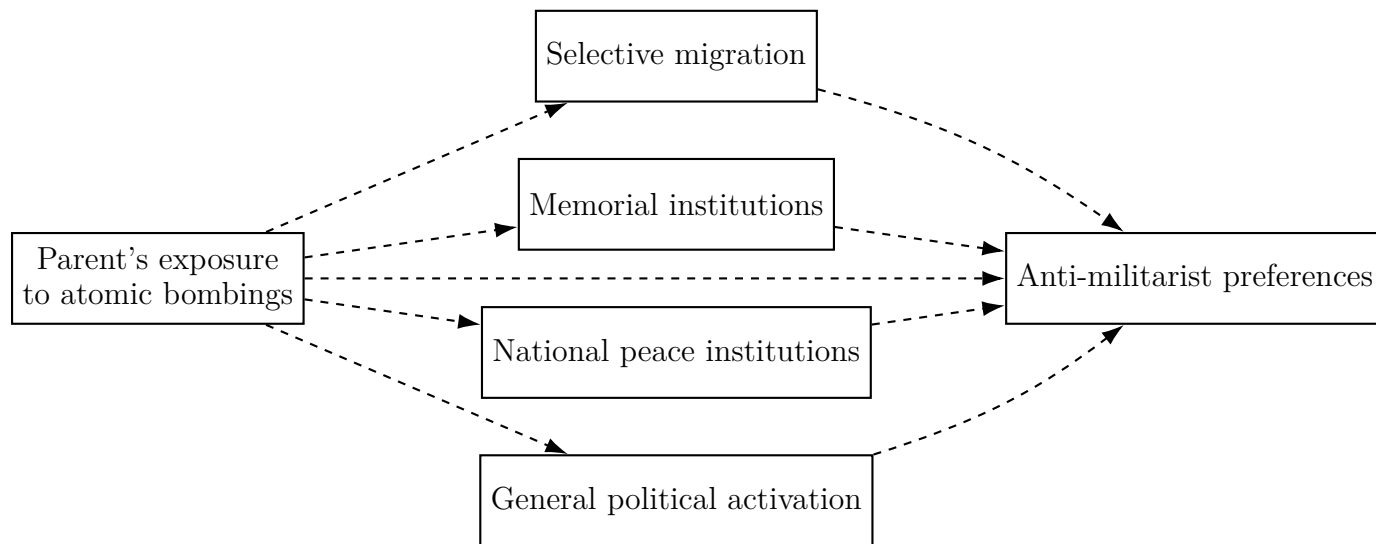 Selective migration
Memorial institutions
Parent's exposure
to atomic bombings
Anti-militarist preferences
National peace institutions
General political activation